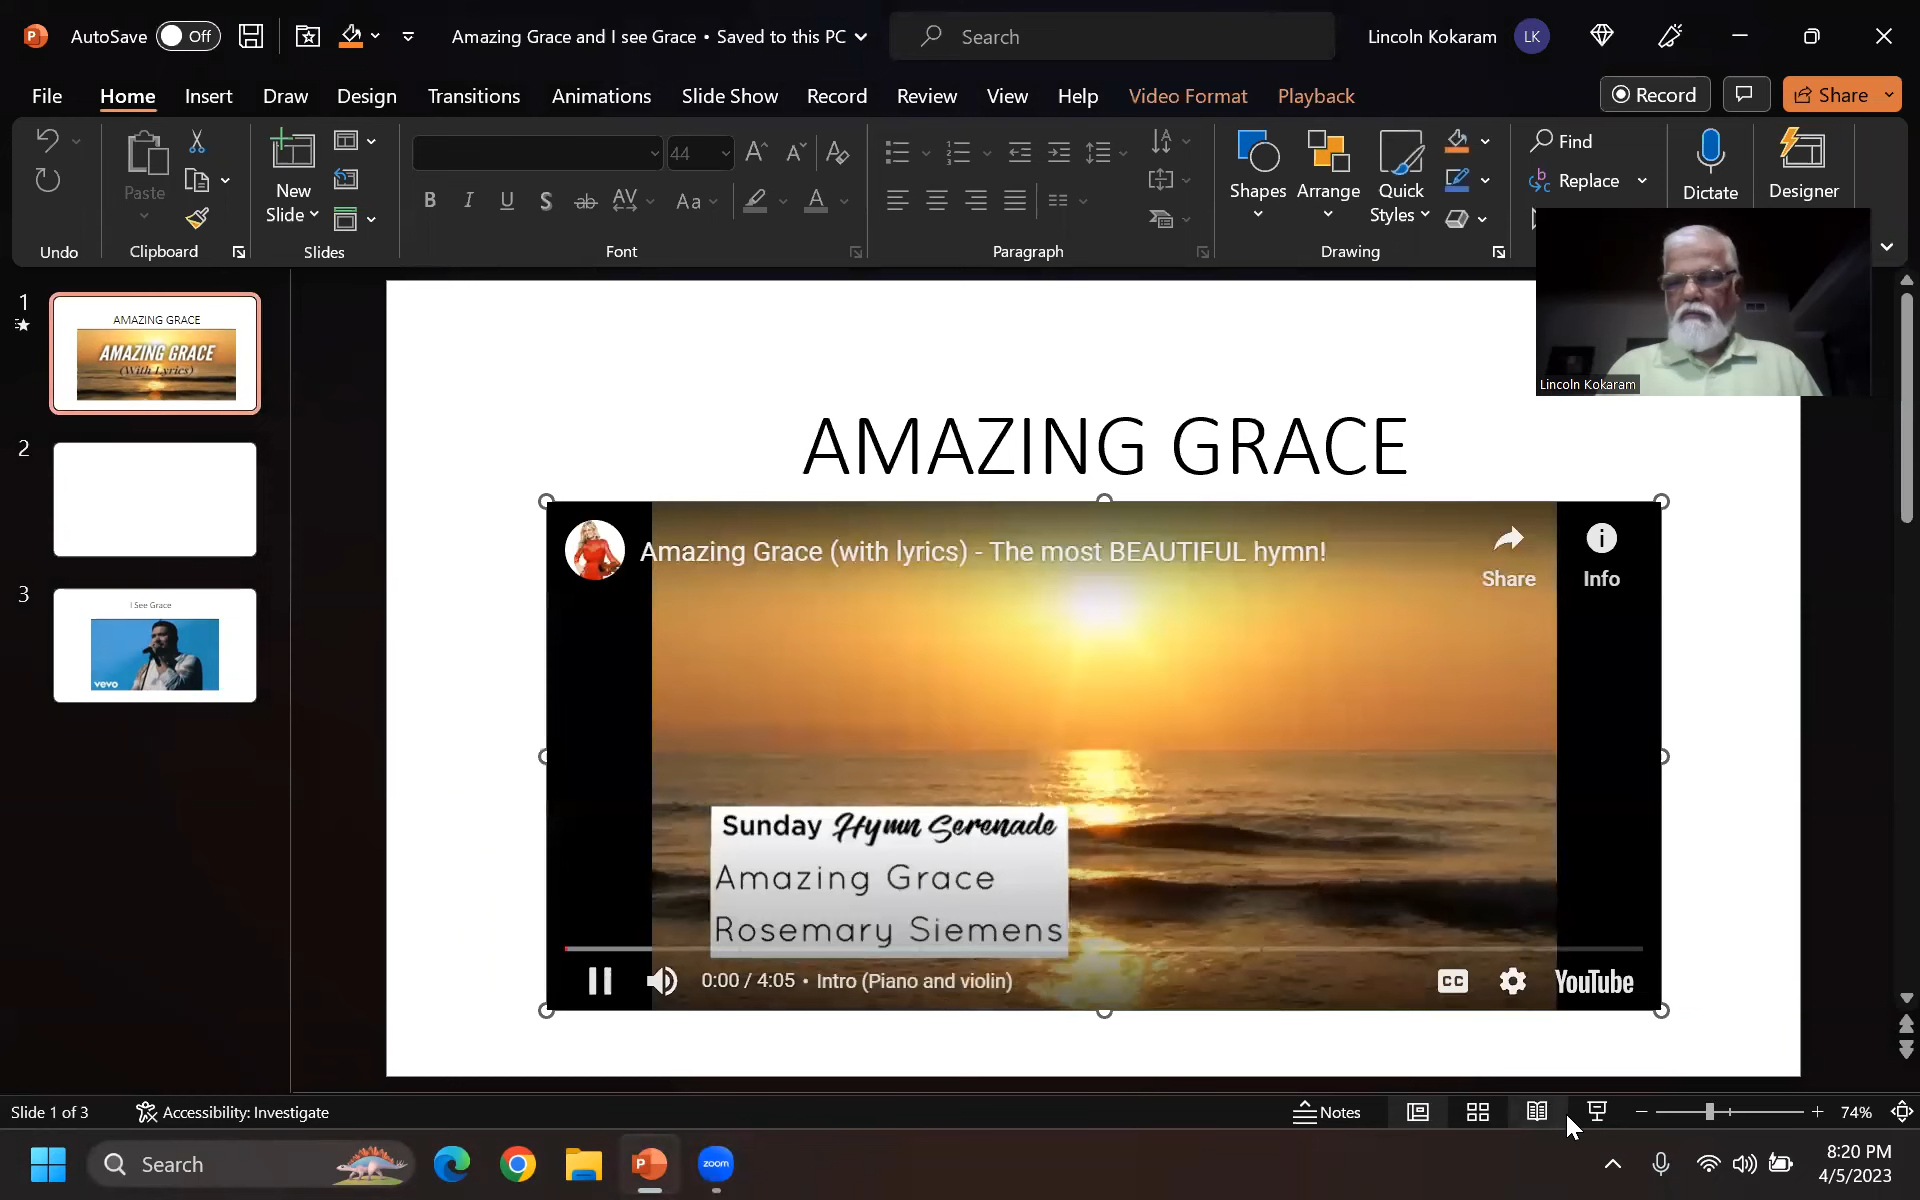 AutoSave Off Amazing Grace and I see Grace • Saved to this PC Search Lincoln Kokaram LK
File Home Insert Draw Design Transitions Animations Slide Show Record Review View Help Video Format Playback Record Share
Paste New Slide 44 Shapes Arrange Quick Styles Find Replace Dictate Designer
Undo Clipboard Slides Font Paragraph Drawing
Lincoln Kokaram
1
AMAZING GRACE
AMAZING GRACE
(With Lyrics)
2
3
I See Grace
vevo
AMAZING GRACE
Amazing Grace (with lyrics) - The most BEAUTIFUL hymn!
Share Info
Sunday Hymn Serenade
Amazing Grace
Rosemary Siemens
0:00 / 4:05 • Intro (Piano and violin) CC YouTube
Slide 1 of 3 Accessibility: Investigate Notes 74%
Search zoom 8:20 PM
4/5/2023